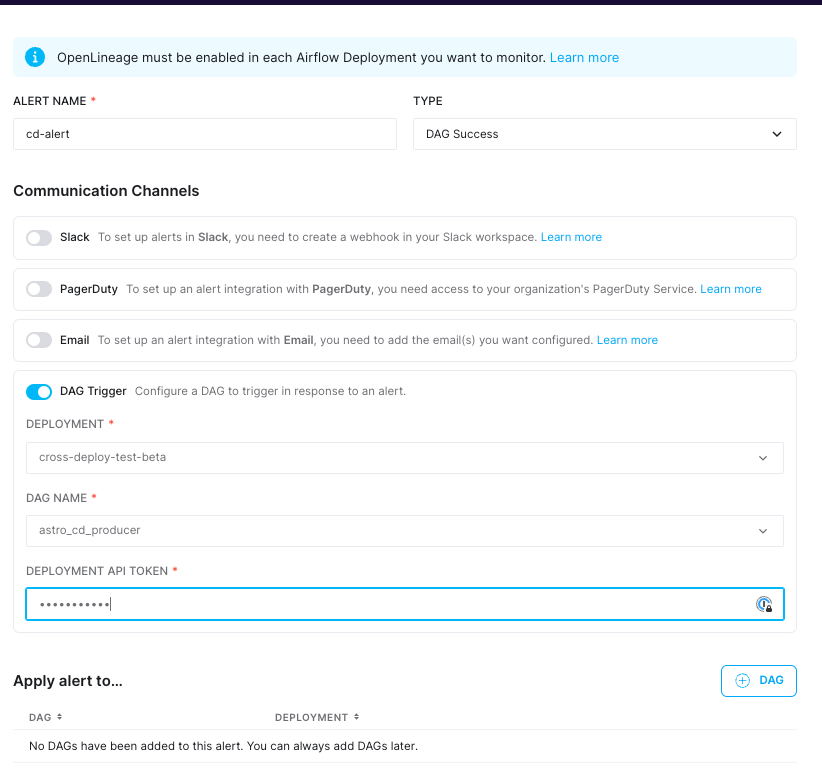 OpenLineage must be enabled in each Airflow Deployment you want to monitor. Learn more
ALERT NAME * TYPE
cd-alert DAG Success
Communication Channels
Slack To set up alerts in Slack, you need to create a webhook in your Slack workspace. Learn more
PagerDuty To set up an alert integration with PagerDuty, you need access to your organization's PagerDuty Service. Learn more
Email To set up an alert integration with Email, you need to add the email(s) you want configured. Learn more
DAG Trigger Configure a DAG to trigger in response to an alert.
DEPLOYMENT *
cross-deploy-test-beta
DAG NAME *
astro_cd_producer
DEPLOYMENT API TOKEN *
•••••••••••
Apply alert to... DAG
DAG DEPLOYMENT
No DAGs have been added to this alert. You can always add DAGs later.